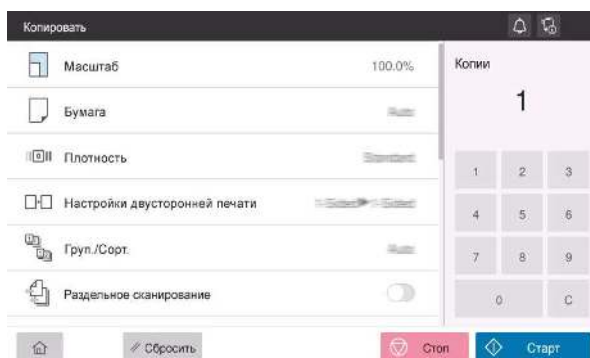 Копировать
Масштаб 100.0%
Бумага
Плотность
Настройки двусторонней печати
Груп./Сорт.
Раздельное сканирование
Копии
1
1 2 3
4 5 6
7 8 9
0 C
Сбросить
Стоп
Старт